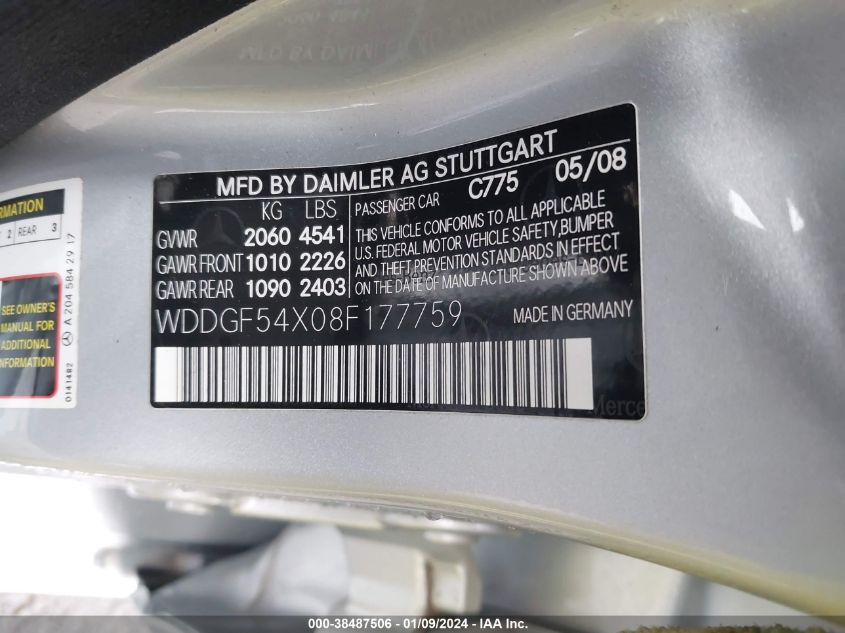 MFD BY DAIMLER AG STUTTGART C775 05/08
KG LBS
GVWR 2060 4541
GAWR FRONT 1010 2226
GAWR REAR 1090 2403
PASSENGER CAR
THIS VEHICLE CONFORMS TO ALL APPLICABLE
U.S. FEDERAL MOTOR VEHICLE SAFETY, BUMPER
AND THEFT PREVENTION STANDARDS IN EFFECT
ON THE DATE OF MANUFACTURE SHOWN ABOVE
WDDGF54X08F177759 MADE IN GERMANY
Merce
RMATION
2 REAR 3
SEE OWNER'S
MANUAL FOR
ADDITIONAL
INFORMATION
A 204 584 29 17
0141482
000-38487506 - 01/09/2024 - IAA Inc.